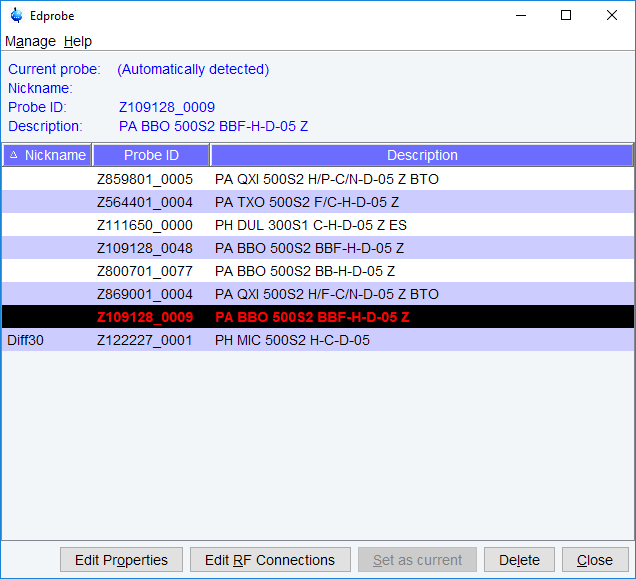 Edprobe
Manage Help
Current probe: (Automatically detected)
Nickname:
Probe ID: Z109128_0009
Description: PA BBO 500S2 BBF-H-D-05 Z
Nickname Probe ID Description
Z859801_0005 PA QXI 500S2 H/P-C/N-D-05 Z BTO
Z564401_0004 PA TXO 500S2 F/C-H-D-05 Z
Z111650_0000 PH DUL 300S1 C-H-D-05 Z ES
Z109128_0048 PA BBO 500S2 BBF-H-D-05 Z
Z800701_0077 PA BBO 500S2 BB-H-D-05 Z
Z869001_0004 PA QXI 500S2 H/F-C/N-D-05 Z BTO
Z109128_0009 PA BBO 500S2 BBF-H-D-05 Z
Diff30 Z122227_0001 PH MIC 500S2 H-C-D-05
Edit Properties Edit RF Connections Set as current Delete Close